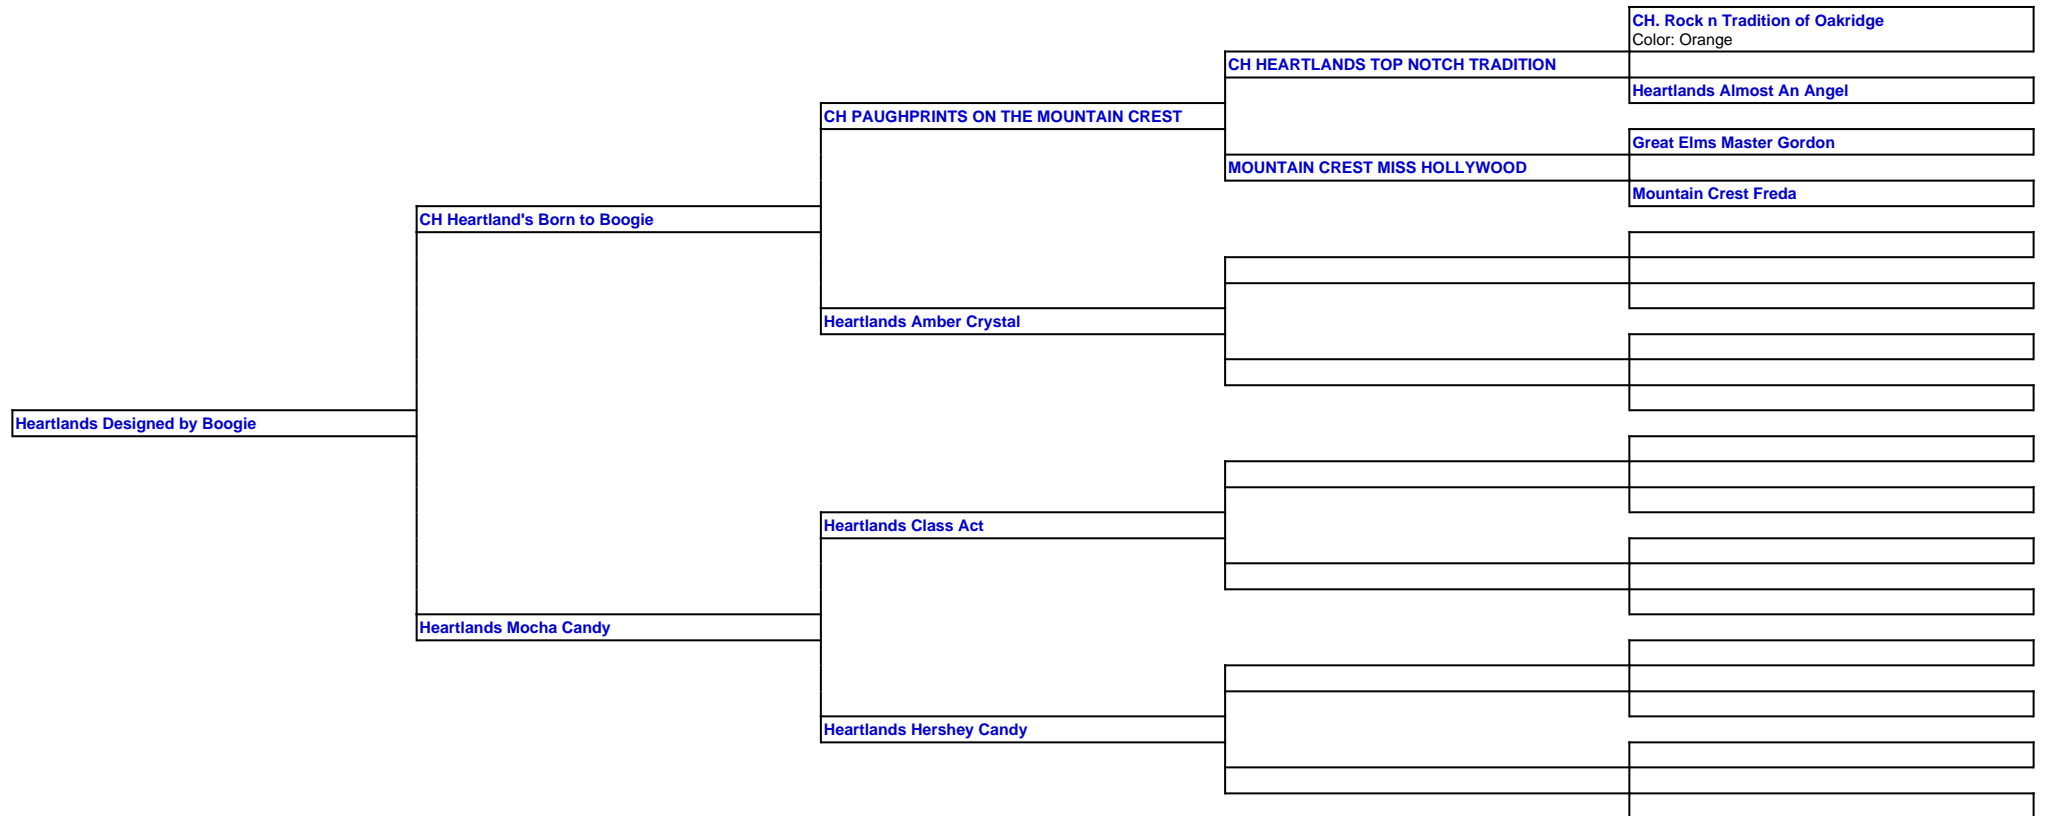 CH. Rock n Tradition of Oakridge
Color: Orange
CH HEARTLANDS TOP NOTCH TRADITION
Heartlands Almost An Angel
CH PAUGHPRINTS ON THE MOUNTAIN CREST
Great Elms Master Gordon
MOUNTAIN CREST MISS HOLLYWOOD
Mountain Crest Freda
CH Heartland's Born to Boogie
Heartlands Amber Crystal
Heartlands Designed by Boogie
Heartlands Class Act
Heartlands Mocha Candy
Heartlands Hershey Candy